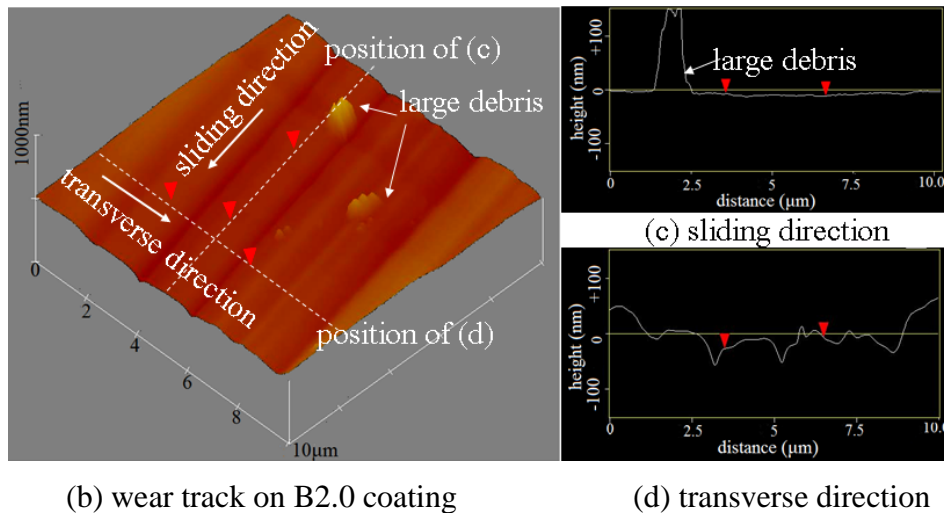 position of (c)
large debris
sliding direction
transverse direction
position of (d)
1000nm
0
2
4
6
8
10μm
(b) wear track on B2.0 coating
height (nm)
+100
0
-100
large debris
0
2.5
5.0
7.5
10.0
distance (μm)
(c) sliding direction
height (nm)
+100
0
-100
0
2.5
5.0
7.5
10.0
distance (μm)
(d) transverse direction